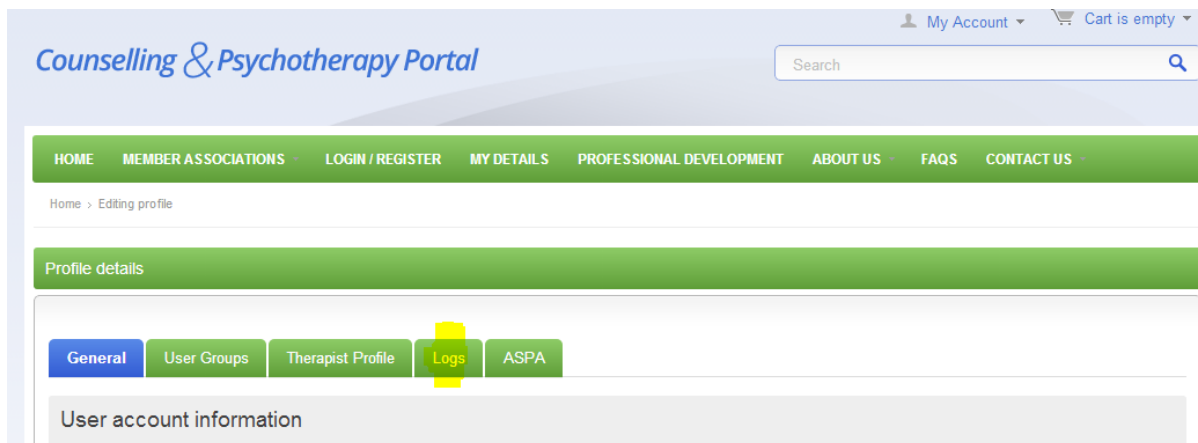 My Account Cart is empty
Counselling & Psychotherapy Portal
Search
HOME MEMBER ASSOCIATIONS LOGIN / REGISTER MY DETAILS PROFESSIONAL DEVELOPMENT ABOUT US FAQS CONTACT US
Home › Editing profile
Profile details
General User Groups Therapist Profile Logs ASPA
User account information